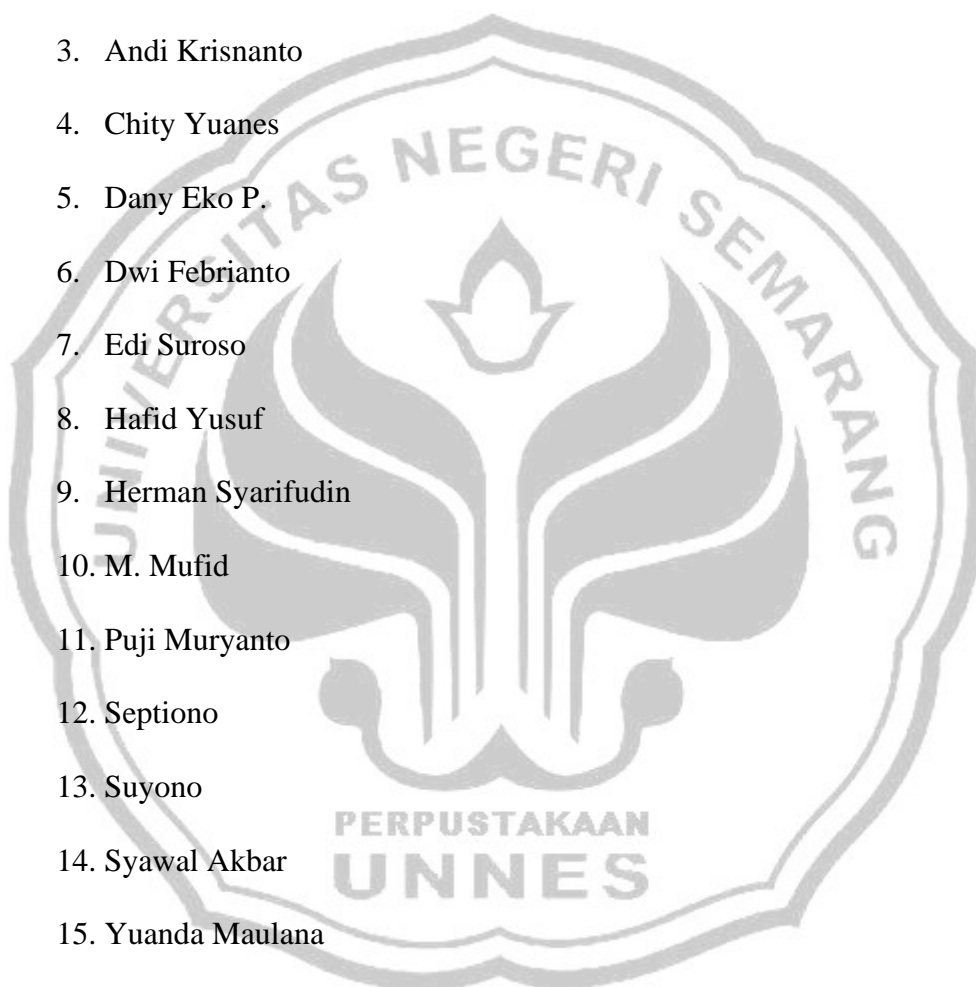 3. Andi Krisnanto
4. Chity Yuanes
5. Dany Eko P.
6. Dwi Febrianto
7. Edi Suroso
8. Hafid Yusuf
9. Herman Syarifudin
10. M. Mufid
11. Puji Muryanto
12. Septiono
13. Suyono
14. Syawal Akbar
15. Yuanda Maulana
UNIVERSITAS NEGERI SEMARANG
PERPUSTAKAAN
UNNES